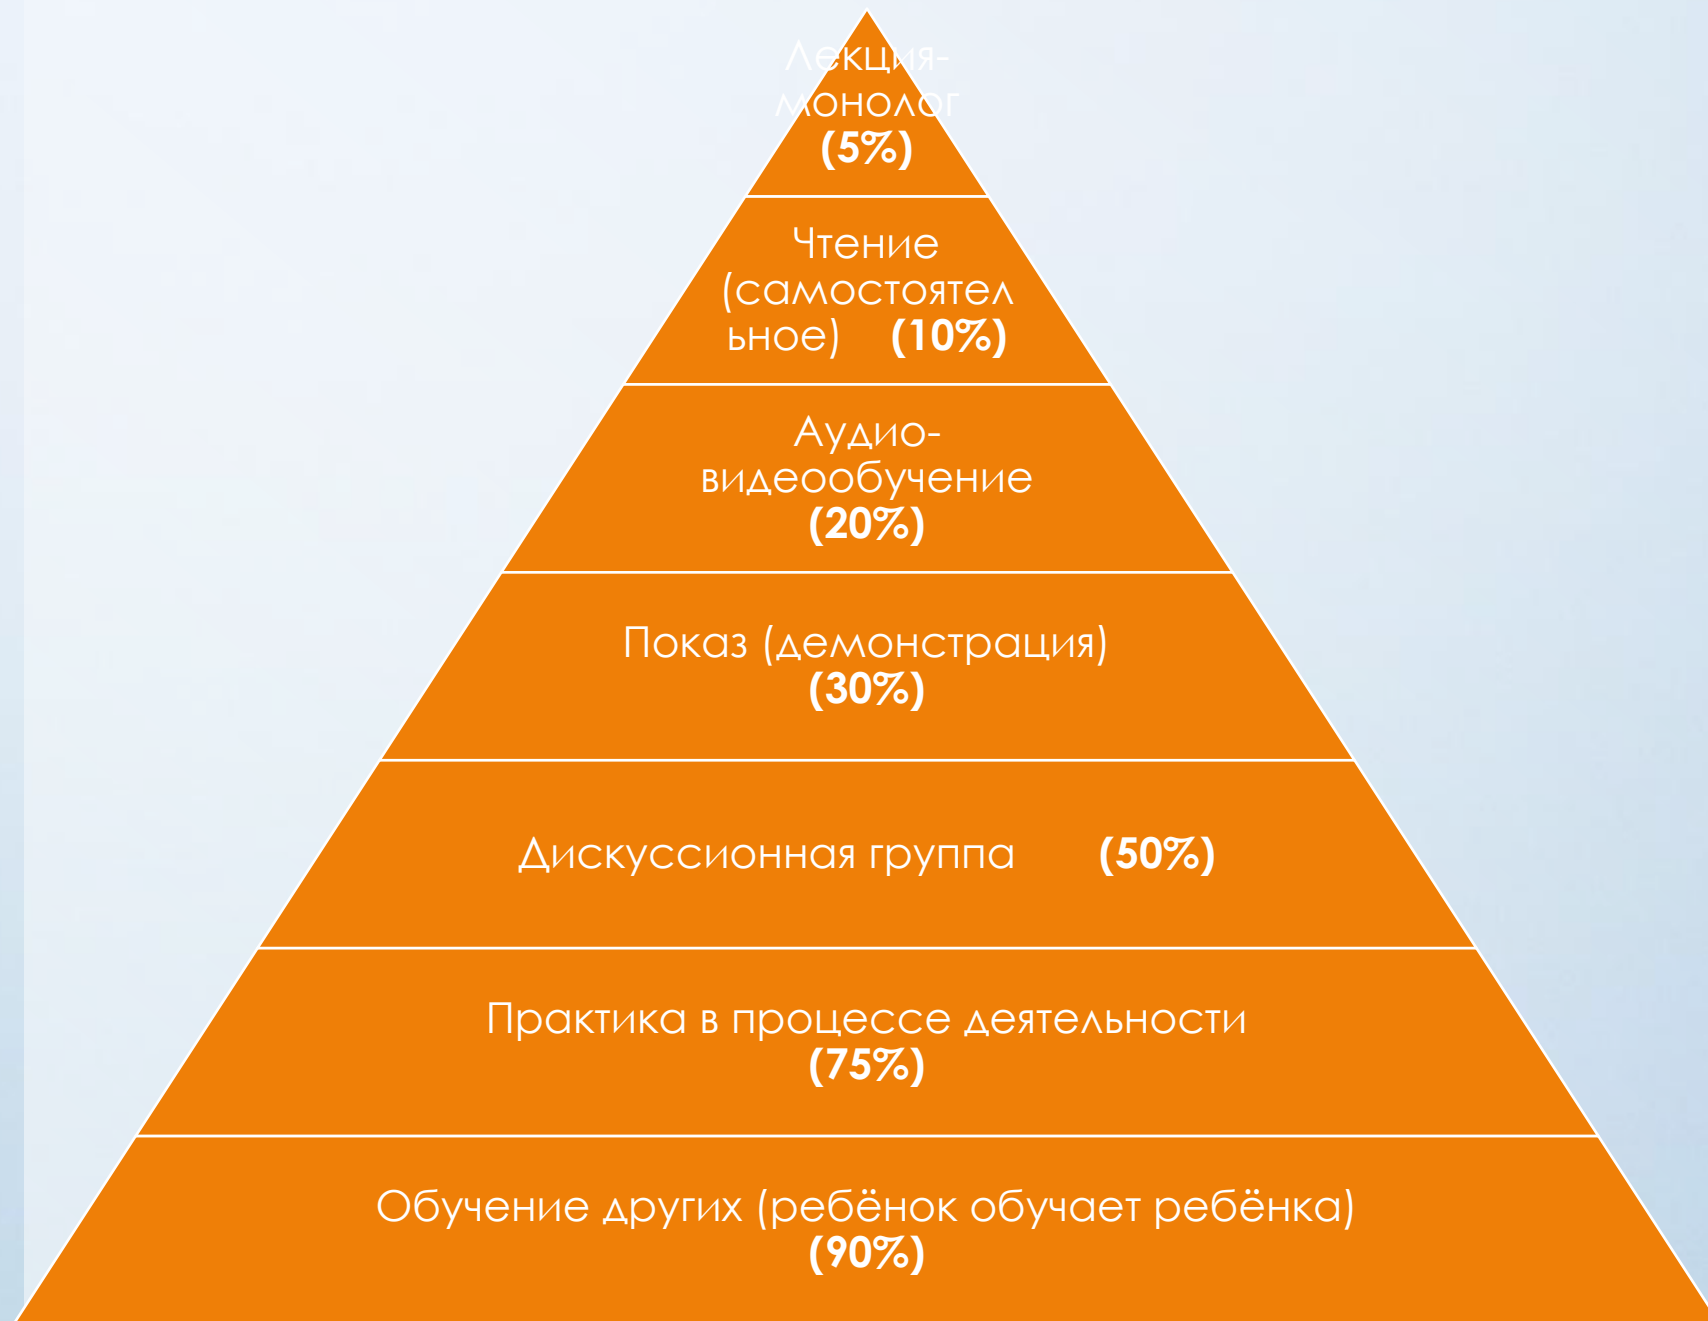 Лекция-
монолог
(5%)
Чтение
(самостоятел
ьное) (10%)
Аудио-
видеообучение
(20%)
Показ (демонстрация)
(30%)
Дискуссионная группа (50%)
Практика в процессе деятельности
(75%)
Обучение других (ребёнок обучает ребёнка)
(90%)